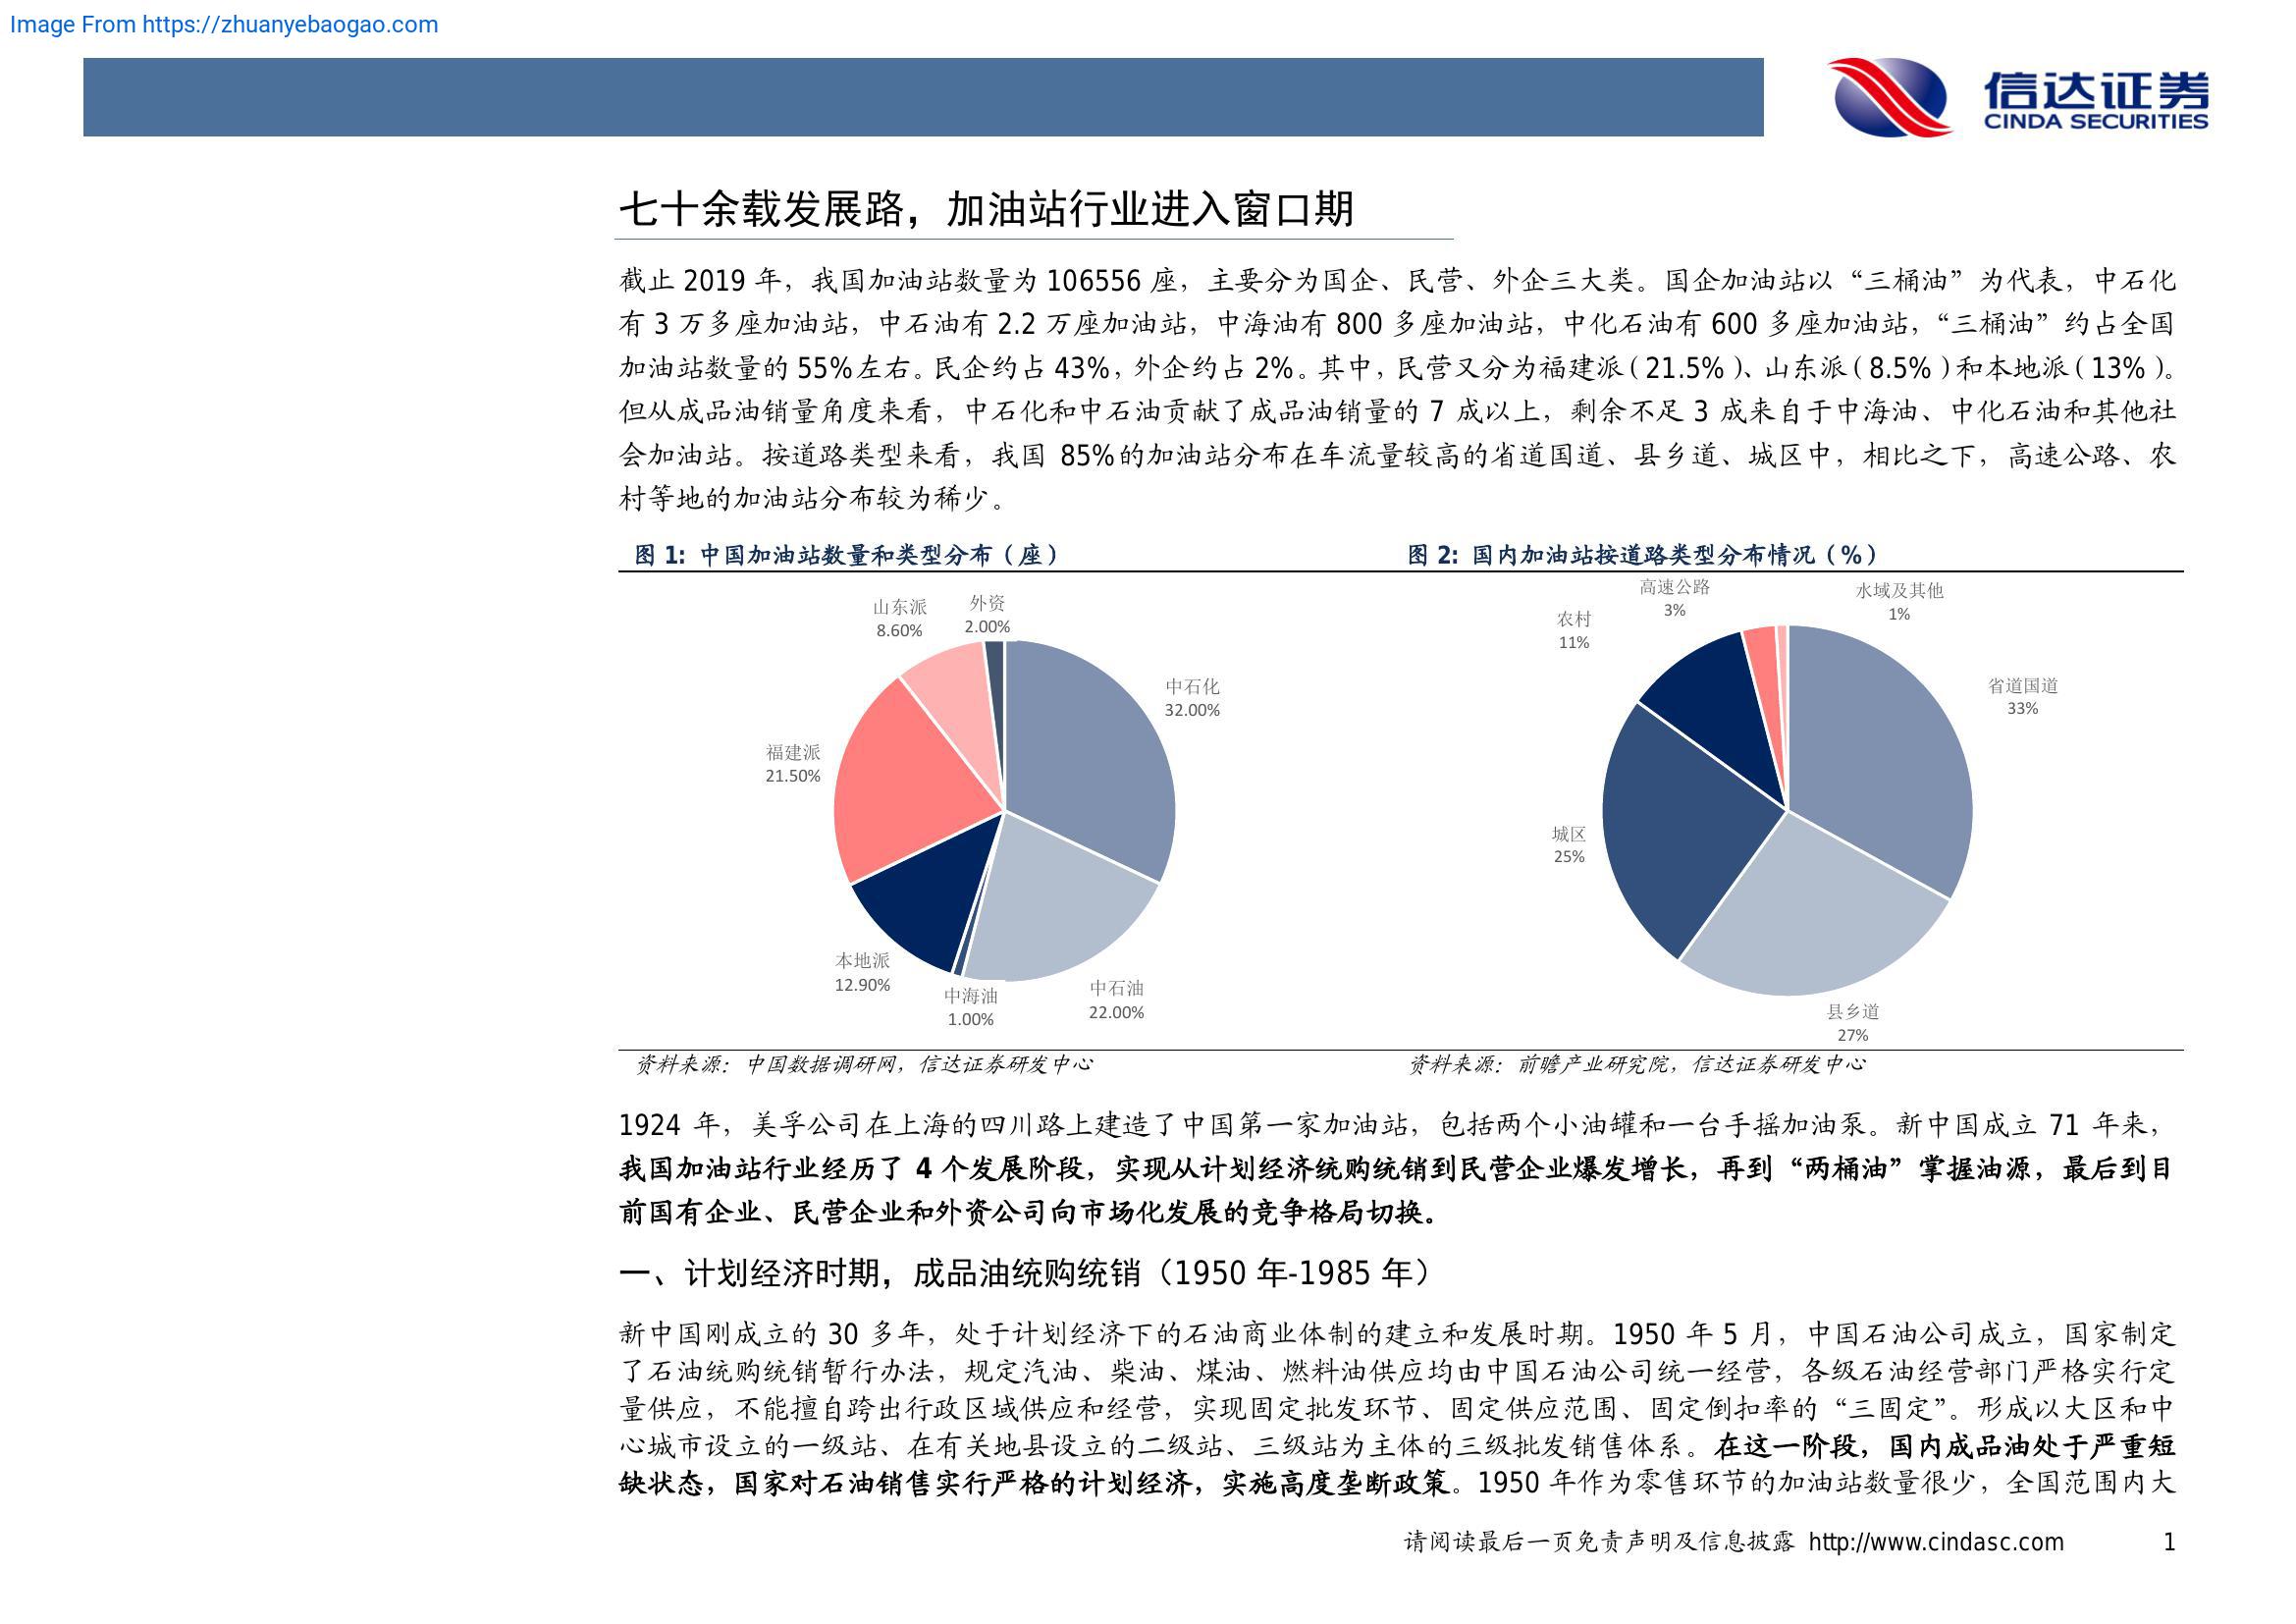 Image From https://zhuanyebaogao.com
信达证券
CINDA SECURITIES
七十余载发展路，加油站行业进入窗口期
截止 2019 年，我国加油站数量为 106556 座，主要分为国企、民营、外企三大类。国企加油站以“三桶油”为代表，中石化
有 3 万多座加油站，中石油有 2.2 万座加油站，中海油有 800 多座加油站，中化石油有 600 多座加油站，“三桶油”约占全国
加油站数量的 55%左右。民企约占 43%，外企约占 2%。其中，民营又分为福建派（21.5%）、山东派（8.5%）和本地派（13%）。
但从成品油销量角度来看，中石化和中石油贡献了成品油销量的 7 成以上，剩余不足 3 成来自于中海油、中化石油和其他社
会加油站。按道路类型来看，我国 85%的加油站分布在车流量较高的省道国道、县乡道、城区中，相比之下，高速公路、农
村等地的加油站分布较为稀少。
图 1：中国加油站数量和类型分布（座）
山东派
8.60%
外资
2.00%
中石化
32.00%
福建派
21.50%
本地派
12.90%
中海油
1.00%
中石油
22.00%
资料来源：中国数据调研网，信达证券研发中心
图 2：国内加油站按道路类型分布情况（%）
高速公路
3%
水域及其他
1%
农村
11%
省道国道
33%
城区
25%
县乡道
27%
资料来源：前瞻产业研究院，信达证券研发中心
1924 年，美孚公司在上海的四川路上建造了中国第一家加油站，包括两个小油罐和一台手摇加油泵。新中国成立 71 年来，
我国加油站行业经历了 4 个发展阶段，实现从计划经济统购统销到民营企业爆发增长，再到“两桶油”掌握油源，最后到目
前国有企业、民营企业和外资公司向市场化发展的竞争格局切换。
一、计划经济时期，成品油统购统销（1950 年-1985 年）
新中国刚成立的 30 多年，处于计划经济下的石油商业体制的建立和发展时期。1950 年 5 月，中国石油公司成立，国家制定
了石油统购统销暂行办法，规定汽油、柴油、煤油、燃料油供应均由中国石油公司统一经营，各级石油经营部门严格实行定
量供应，不能擅自跨出行政区域供应和经营，实现固定批发环节、固定供应范围、固定倒扣率的“三固定”。形成以大区和中
心城市设立的一级站、在有关地县设立的二级站、三级站为主体的三级批发销售体系。在这一阶段，国内成品油处于严重短
缺状态，国家对石油销售实行严格的计划经济，实施高度垄断政策。1950 年作为零售环节的加油站数量很少，全国范围内大
请阅读最后一页免责声明及信息披露 http://www.cindasc.com 1